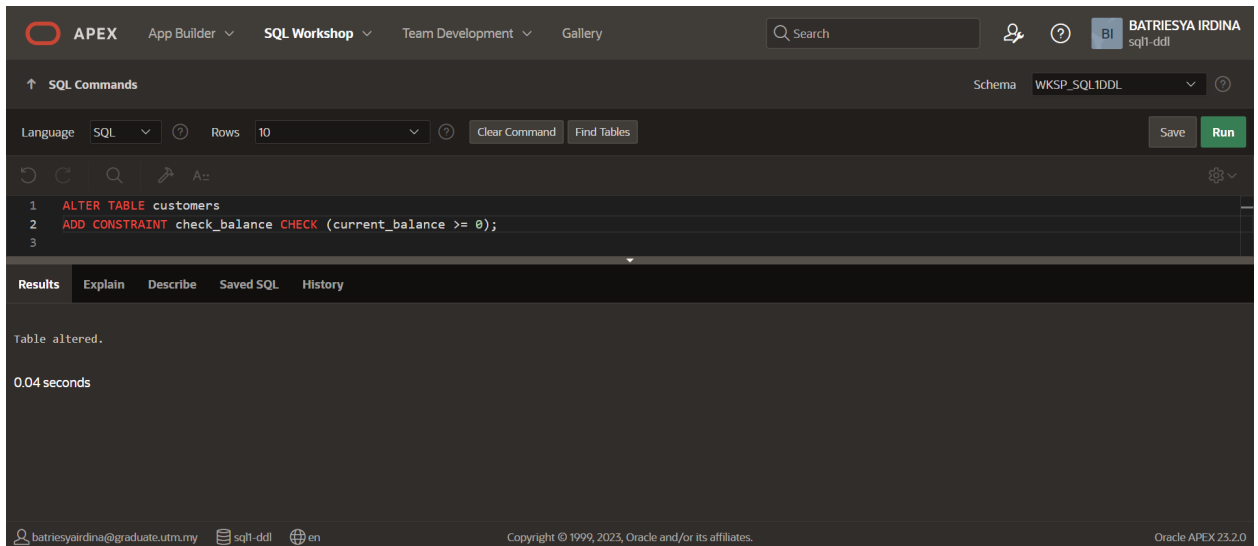 APEX App Builder SQL Workshop Team Development Gallery Search BI BATRIESYA IRDINA
sql1-ddl
SQL Commands Schema WKSP_SQL1DDL
Language SQL Rows 10 Clear Command Find Tables Save Run
A::
1 ALTER TABLE customers
2 ADD CONSTRAINT check_balance CHECK (current_balance >= 0);
3
Results Explain Describe Saved SQL History
Table altered.
0.04 seconds
batriesyairdina@graduate.utm.my sql1-ddl en Copyright © 1999, 2023, Oracle and/or its affiliates. Oracle APEX 23.2.0